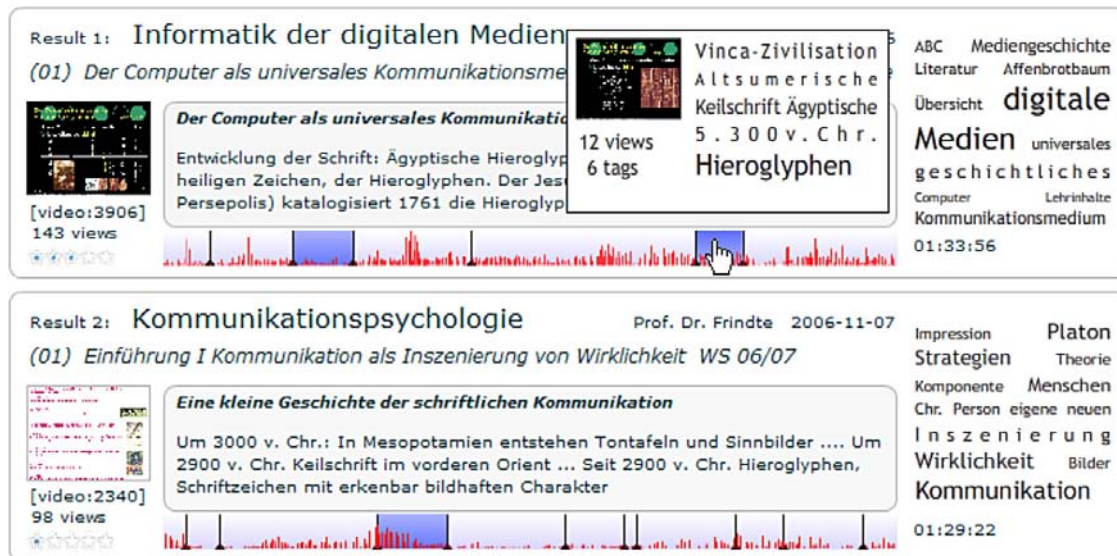 Result 1: Informatik der digitalen Medien
(01) Der Computer als universales
Der Computer als universales
Entwicklung der Schrift: Ägyptische
heiligen Zeichen, der Hieroglyphen. Der
Persepolis) katalogisiert 1761 die
[video:3906]
143 views
12 views
6 tags
Vinca-Zivilisation
Altsumerische
Keilschrift Ägyptische
5.300v.Chr.
Hieroglyphen
ABC Mediengeschichte
Literatur Affenbrotbaum
Übersicht digitale
Medien universales
geschichtliches
Computer Lehrinhalte
Kommunikationsmedium
01:33:56
Result 2: Kommunikationspsychologie Prof. Dr. Frindte 2006-11-07
(01) Einführung I Kommunikation als Inszenierung von Wirklichkeit WS 06/07
Eine kleine Geschichte der schriftlichen Kommunikation
Um 3000 v. Chr.: In Mesopotamien entstehen Tontafeln und Sinnbilder .... Um
2900 v. Chr. Keilschrift im vorderen Orient ... Seit 2900 v. Chr. Hieroglyphen,
Schriftzeichen mit erkenbar bildhaften Charakter
[video:2340]
98 views
Impression Platon
Strategien Theorie
Komponente Menschen
Chr. Person eigene neuen
Inszenierung
Wirklichkeit Bilder
Kommunikation
01:29:22